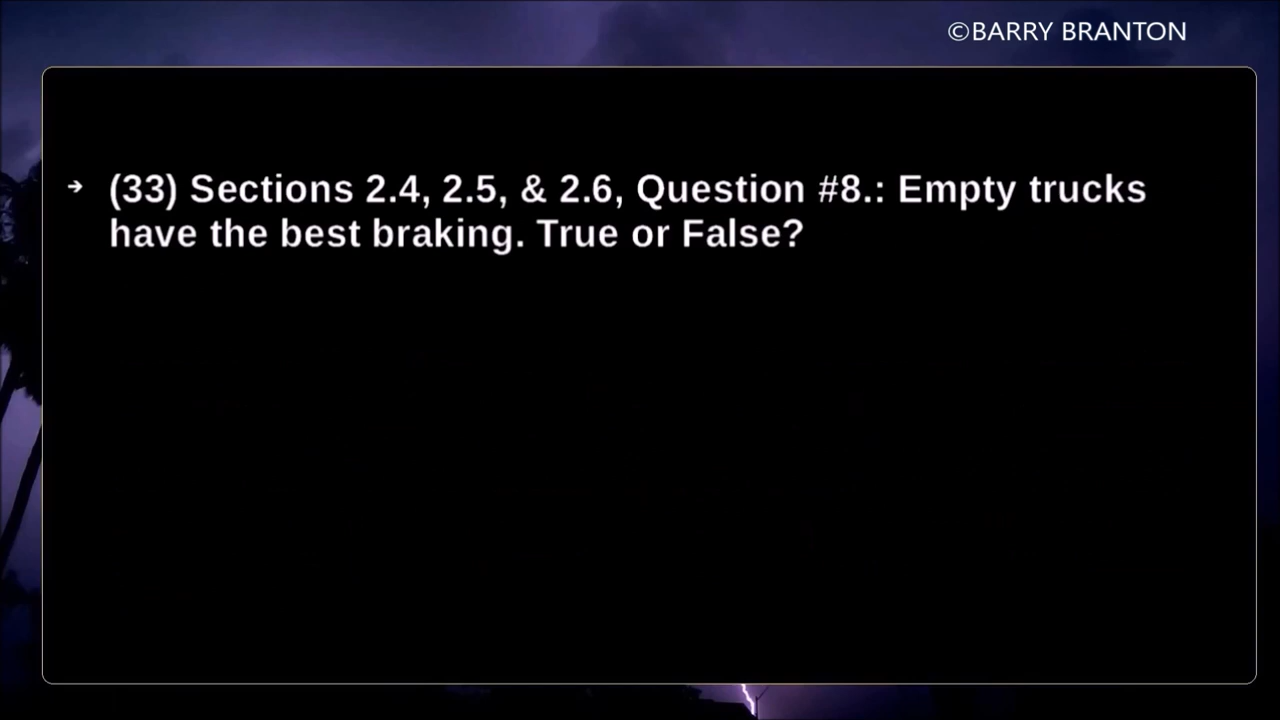 ©BARRY BRANTON
➔ (33) Sections 2.4, 2.5, & 2.6, Question #8.: Empty trucks
have the best braking. True or False?